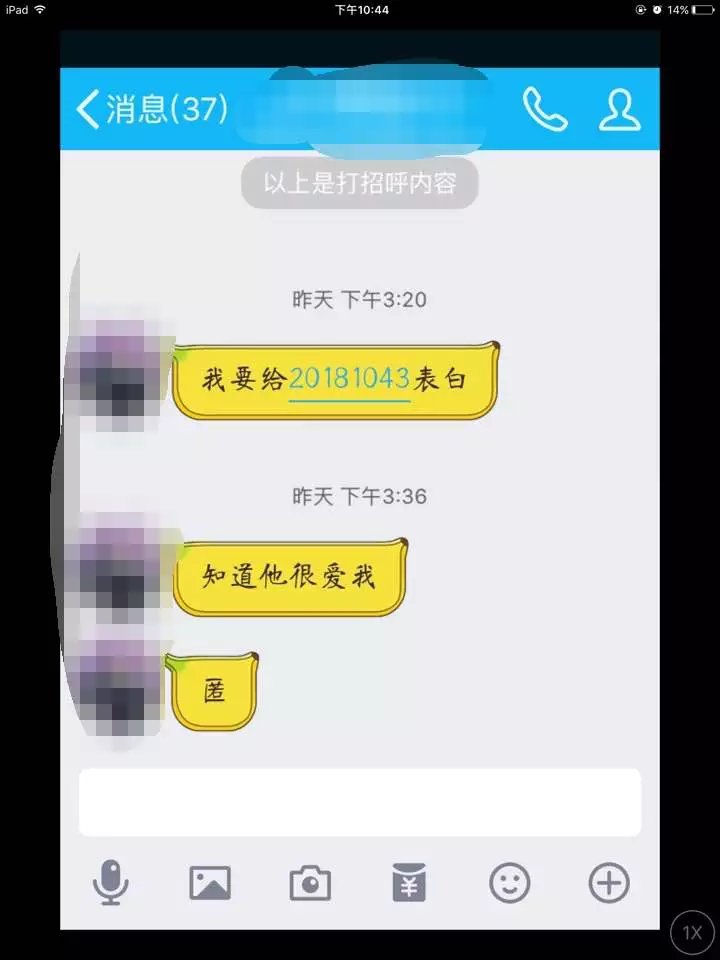 iPad 下午10:44 14%
消息(37)
以上是打招呼内容
昨天 下午3:20
我要给20181043表白
昨天 下午3:36
知道他很爱我
匿
¥
1X